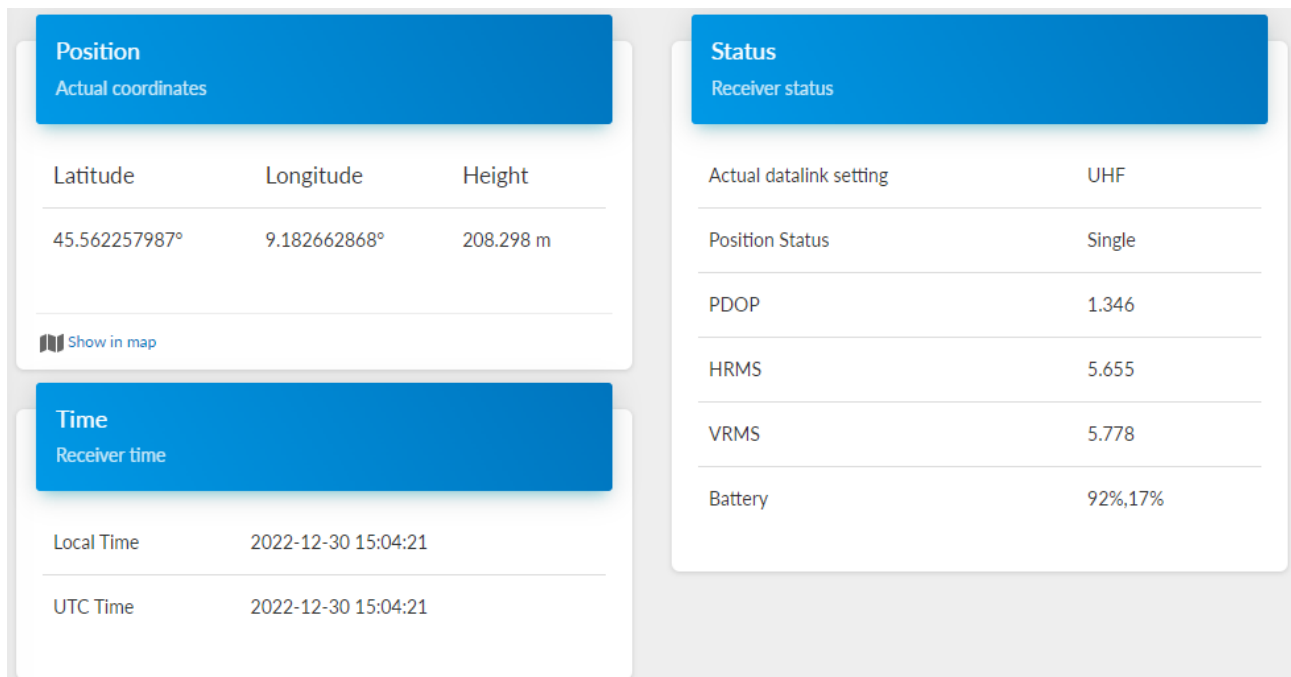 Position
Actual coordinates
Latitude Longitude Height
45.562257987° 9.182662868° 208.298 m
Show in map
Time
Receiver time
Local Time 2022-12-30 15:04:21
UTC Time 2022-12-30 15:04:21
Status
Receiver status
Actual datalink setting UHF
Position Status Single
PDOP 1.346
HRMS 5.655
VRMS 5.778
Battery 92%,17%